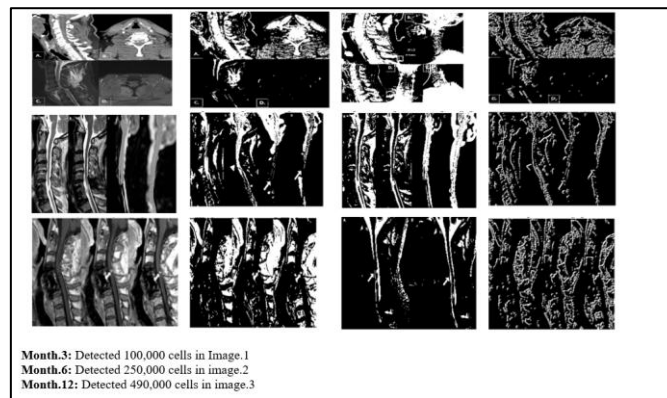 A.
C.
D.
Month.3: Detected 100,000 cells in Image.1
Month.6: Detected 250,000 cells in image.2
Month.12: Detected 490,000 cells in image.3